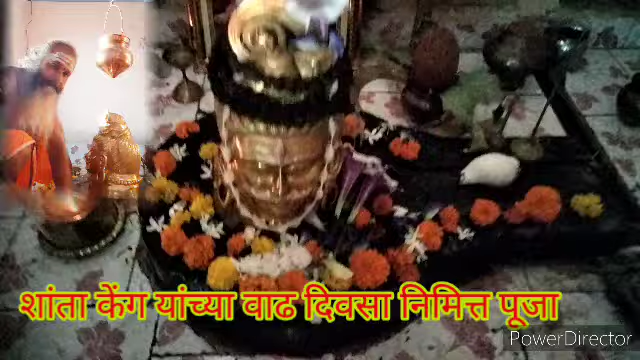 शांता केंग यांच्या वाढ दिवसा निमित्त पूजा
PowerDirector